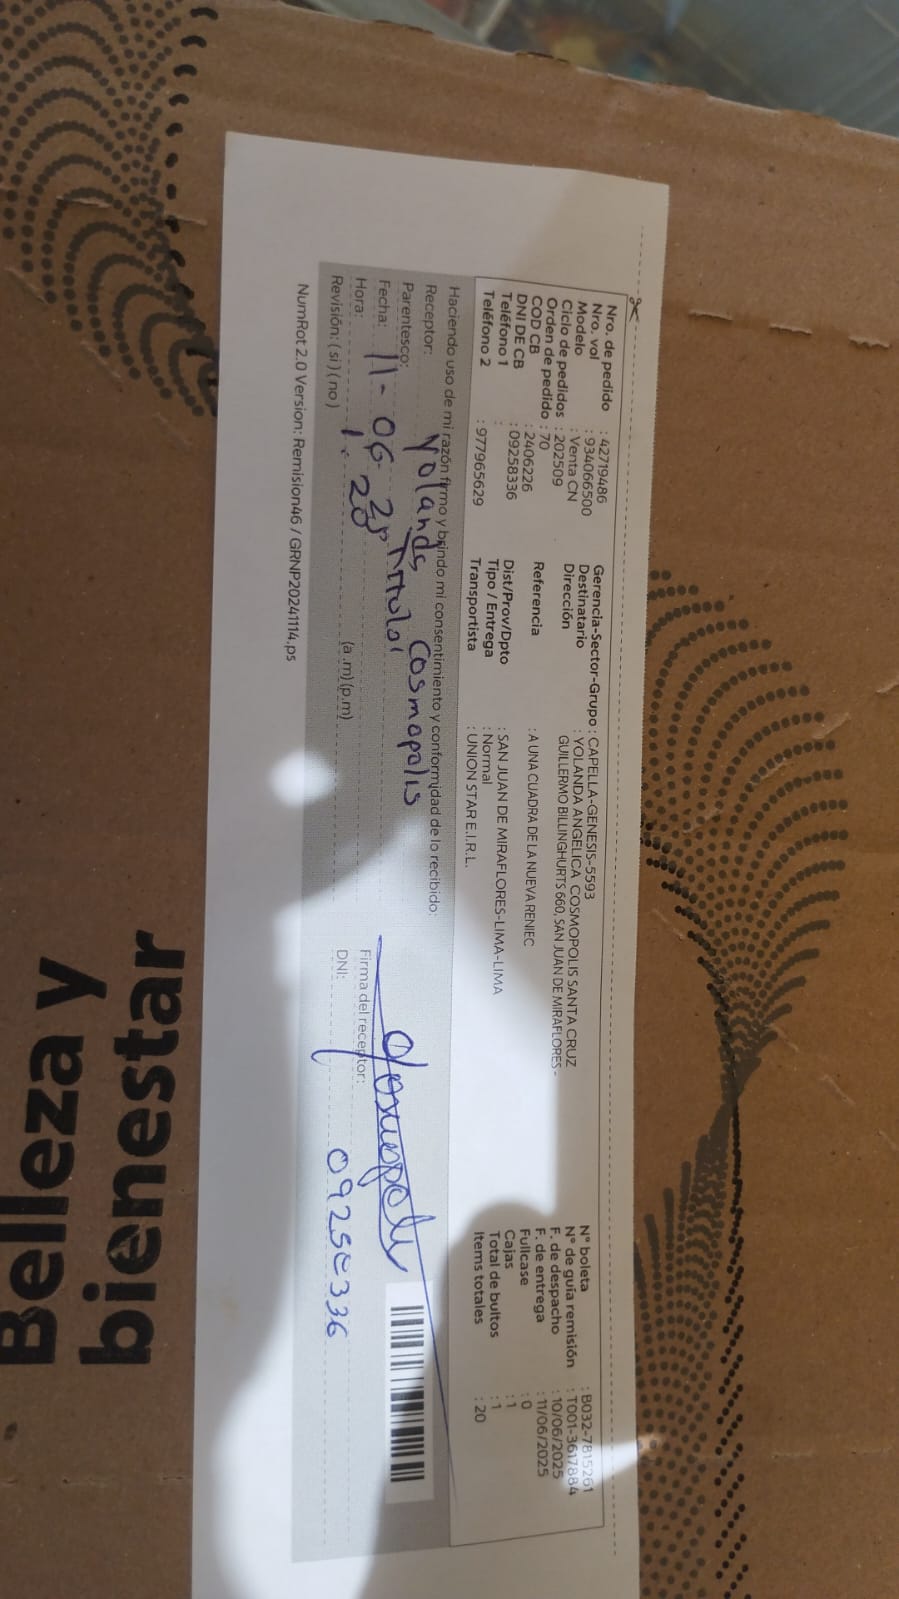 Nro. de pedido : 42719486
Nro. vol : 934066500
Modelo : Venta CN
Ciclo de pedidos : 202509
Orden de pedido : 70
COD CB : 2406226
DNI DE CB : 09258336
Teléfono 1 :
Teléfono 2 : 977965629
Gerencia-Sector-Grupo : CAPELLA-GENESIS-5593
Destinatario : YOLANDA ANGELICA COSMOPOLIS SANTA CRUZ
Dirección GUILLERMO BILLINGHURTS 660, SAN JUAN DE MIRAFLORES -
Referencia : A UNA CUADRA DE LA NUEVA RENIEC
Dist/Prov/Dpto : SAN JUAN DE MIRAFLORES-LIMA-LIMA
Tipo / Entrega : Normal
Transportista : UNION STAR E.I.R.L.
N° boleta : B032-7815261
N° de guía remisión : T001-3617884
F. de despacho : 10/06/2025
F. de entrega : 11/06/2025
Fullcase : 0
Cajas : 1
Total de bultos : 1
Items totales : 20
Haciendo uso de mi razón firmo y brindo mi consentimiento y conformidad de lo recibido:
Receptor: Yolanda Cosmopolis
Parentesco: Titular
Fecha: 11-06-25
Hora: 1:20 (a.m)(p.m)
Revisión: (si) (no)
Firma del receptor:
DNI: 09258336
NumRot 2.0 Version: Remision46 / GRNP20241114.ps
Belleza y
bienestar